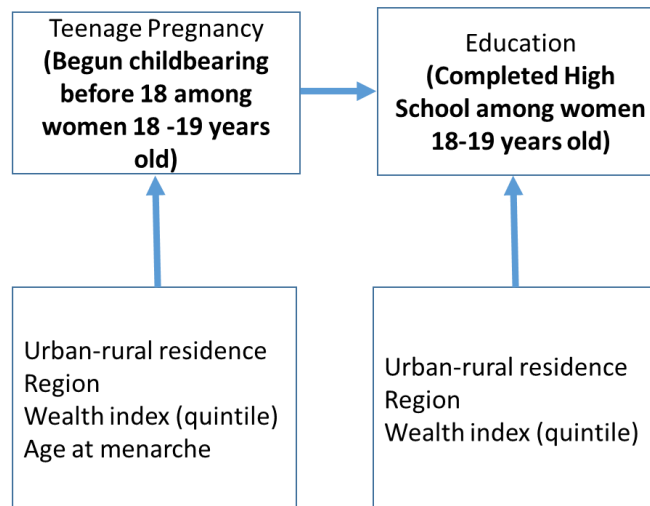 Teenage Pregnancy
(Begun childbearing
before 18 among
women 18 -19 years
old)
Education
(Completed High
School among women
18-19 years old)
Urban-rural residence
Region
Wealth index (quintile)
Age at menarche
Urban-rural residence
Region
Wealth index (quintile)